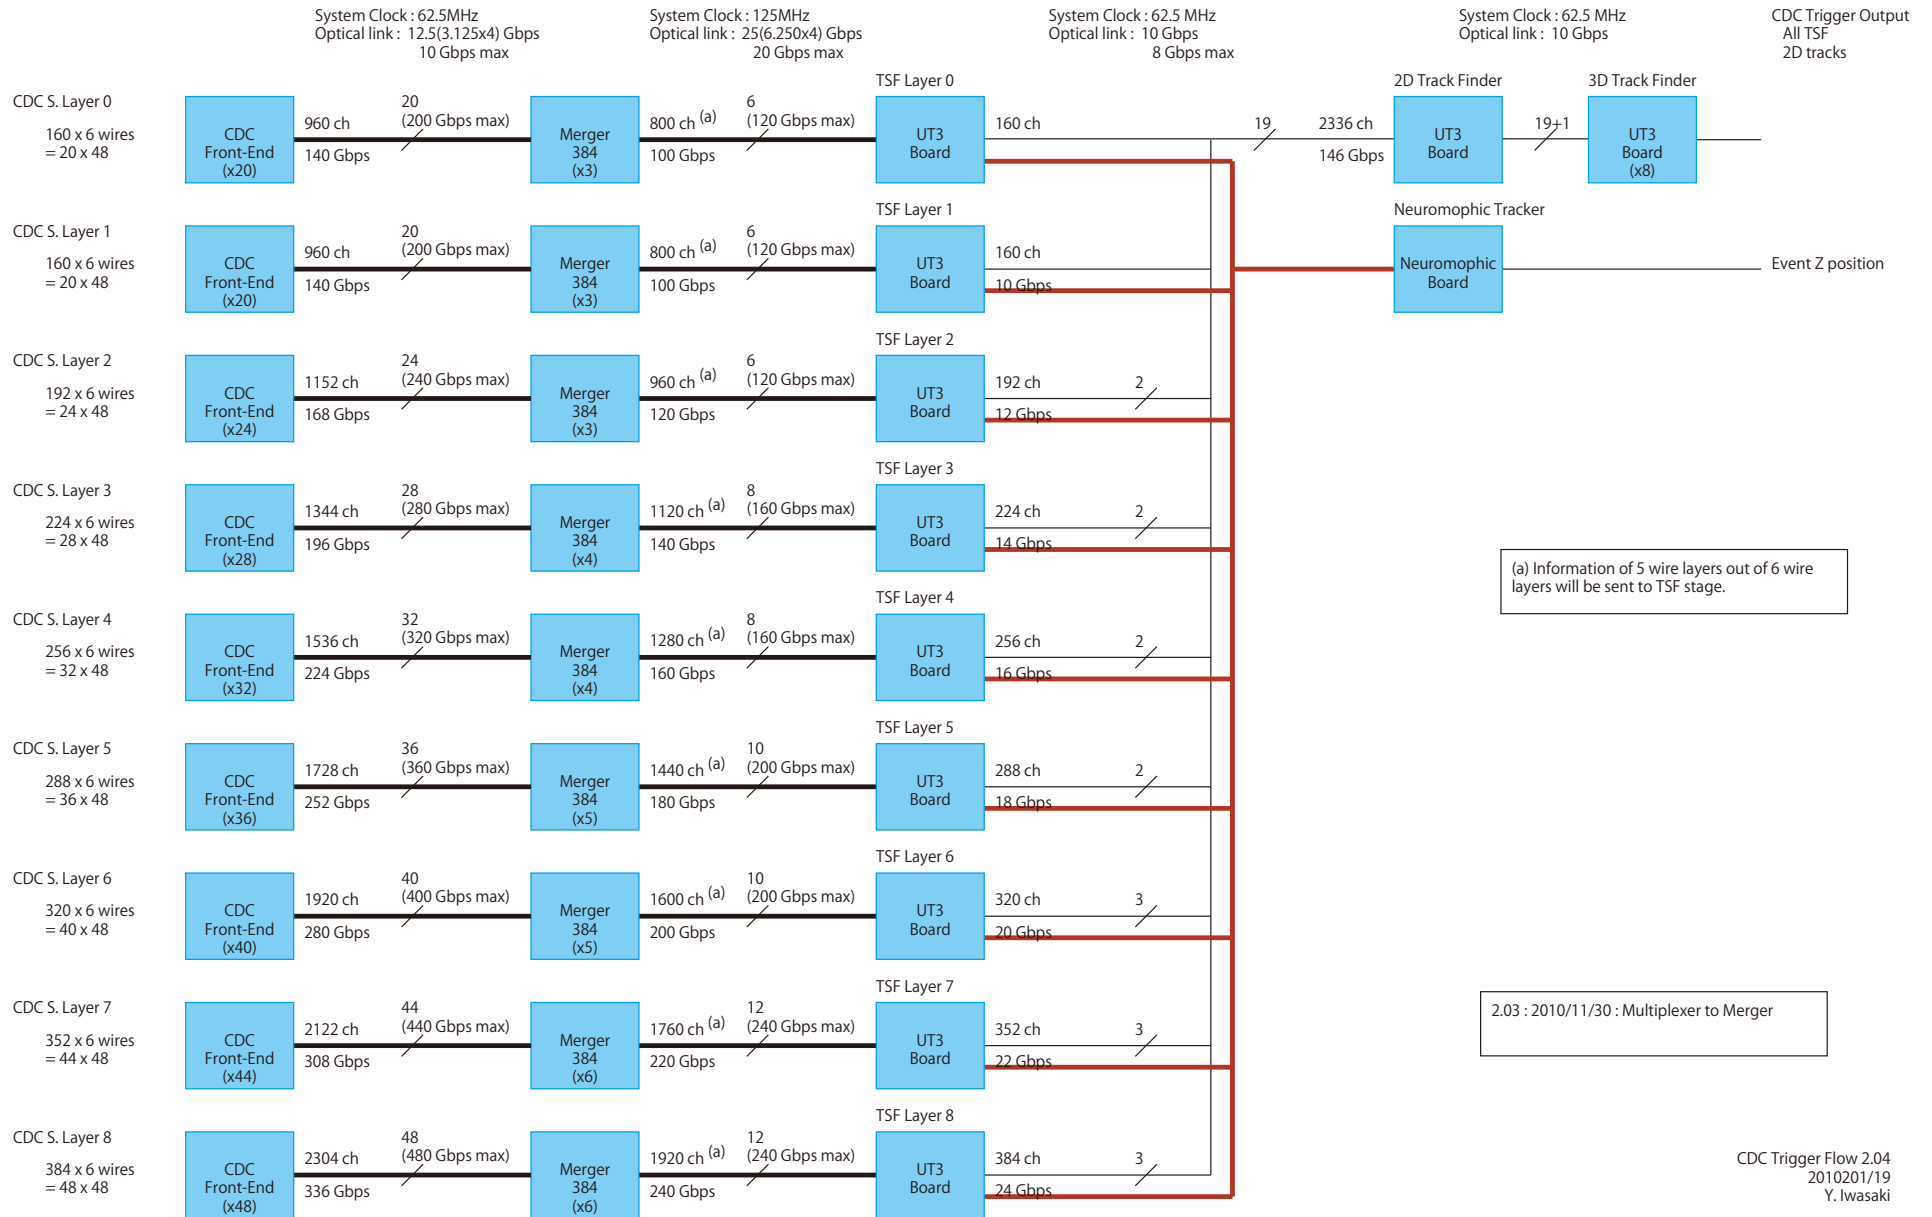 System Clock : 62.5MHz
Optical link : 12.5(3.125x4) Gbps
10 Gbps max
System Clock : 125MHz
Optical link : 25(6.250x4) Gbps
20 Gbps max
System Clock : 62.5 MHz
Optical link : 10 Gbps
8 Gbps max
System Clock : 62.5 MHz
Optical link : 10 Gbps
CDC Trigger Output
All TSF
2D tracks
CDC S. Layer 0
160 x 6 wires
= 20 x 48
CDC
Front-End
(x20)
960 ch
140 Gbps
20
(200 Gbps max)
Merger
384
(x3)
800 ch (a)
100 Gbps
6
(120 Gbps max)
TSF Layer 0
UT3
Board
160 ch
19
2336 ch
146 Gbps
2D Track Finder
UT3
Board
19+1
3D Track Finder
UT3
Board
(x8)
CDC S. Layer 1
160 x 6 wires
= 20 x 48
CDC
Front-End
(x20)
960 ch
140 Gbps
20
(200 Gbps max)
Merger
384
(x3)
800 ch (a)
100 Gbps
6
(120 Gbps max)
TSF Layer 1
UT3
Board
160 ch
10 Gbps
Neuromophic Tracker
Neuromophic
Board
Event Z position
CDC S. Layer 2
192 x 6 wires
= 24 x 48
CDC
Front-End
(x24)
1152 ch
168 Gbps
24
(240 Gbps max)
Merger
384
(x3)
960 ch (a)
120 Gbps
6
(120 Gbps max)
TSF Layer 2
UT3
Board
192 ch
12 Gbps
2
CDC S. Layer 3
224 x 6 wires
= 28 x 48
CDC
Front-End
(x28)
1344 ch
196 Gbps
28
(280 Gbps max)
Merger
384
(x4)
1120 ch (a)
140 Gbps
8
(160 Gbps max)
TSF Layer 3
UT3
Board
224 ch
14 Gbps
2
(a) Information of 5 wire layers out of 6 wire
layers will be sent to TSF stage.
CDC S. Layer 4
256 x 6 wires
= 32 x 48
CDC
Front-End
(x32)
1536 ch
224 Gbps
32
(320 Gbps max)
Merger
384
(x4)
1280 ch (a)
160 Gbps
8
(160 Gbps max)
TSF Layer 4
UT3
Board
256 ch
16 Gbps
2
CDC S. Layer 5
288 x 6 wires
= 36 x 48
CDC
Front-End
(x36)
1728 ch
252 Gbps
36
(360 Gbps max)
Merger
384
(x5)
1440 ch (a)
180 Gbps
10
(200 Gbps max)
TSF Layer 5
UT3
Board
288 ch
18 Gbps
2
CDC S. Layer 6
320 x 6 wires
= 40 x 48
CDC
Front-End
(x40)
1920 ch
280 Gbps
40
(400 Gbps max)
Merger
384
(x5)
1600 ch (a)
200 Gbps
10
(200 Gbps max)
TSF Layer 6
UT3
Board
320 ch
20 Gbps
3
CDC S. Layer 7
352 x 6 wires
= 44 x 48
CDC
Front-End
(x44)
2122 ch
308 Gbps
44
(440 Gbps max)
Merger
384
(x6)
1760 ch (a)
220 Gbps
12
(240 Gbps max)
TSF Layer 7
UT3
Board
352 ch
22 Gbps
3
2.03 : 2010/11/30 : Multiplexer to Merger
CDC S. Layer 8
384 x 6 wires
= 48 x 48
CDC
Front-End
(x48)
2304 ch
336 Gbps
48
(480 Gbps max)
Merger
384
(x6)
1920 ch (a)
240 Gbps
12
(240 Gbps max)
TSF Layer 8
UT3
Board
384 ch
24 Gbps
3
CDC Trigger Flow 2.04
2010201/19
Y. Iwasaki